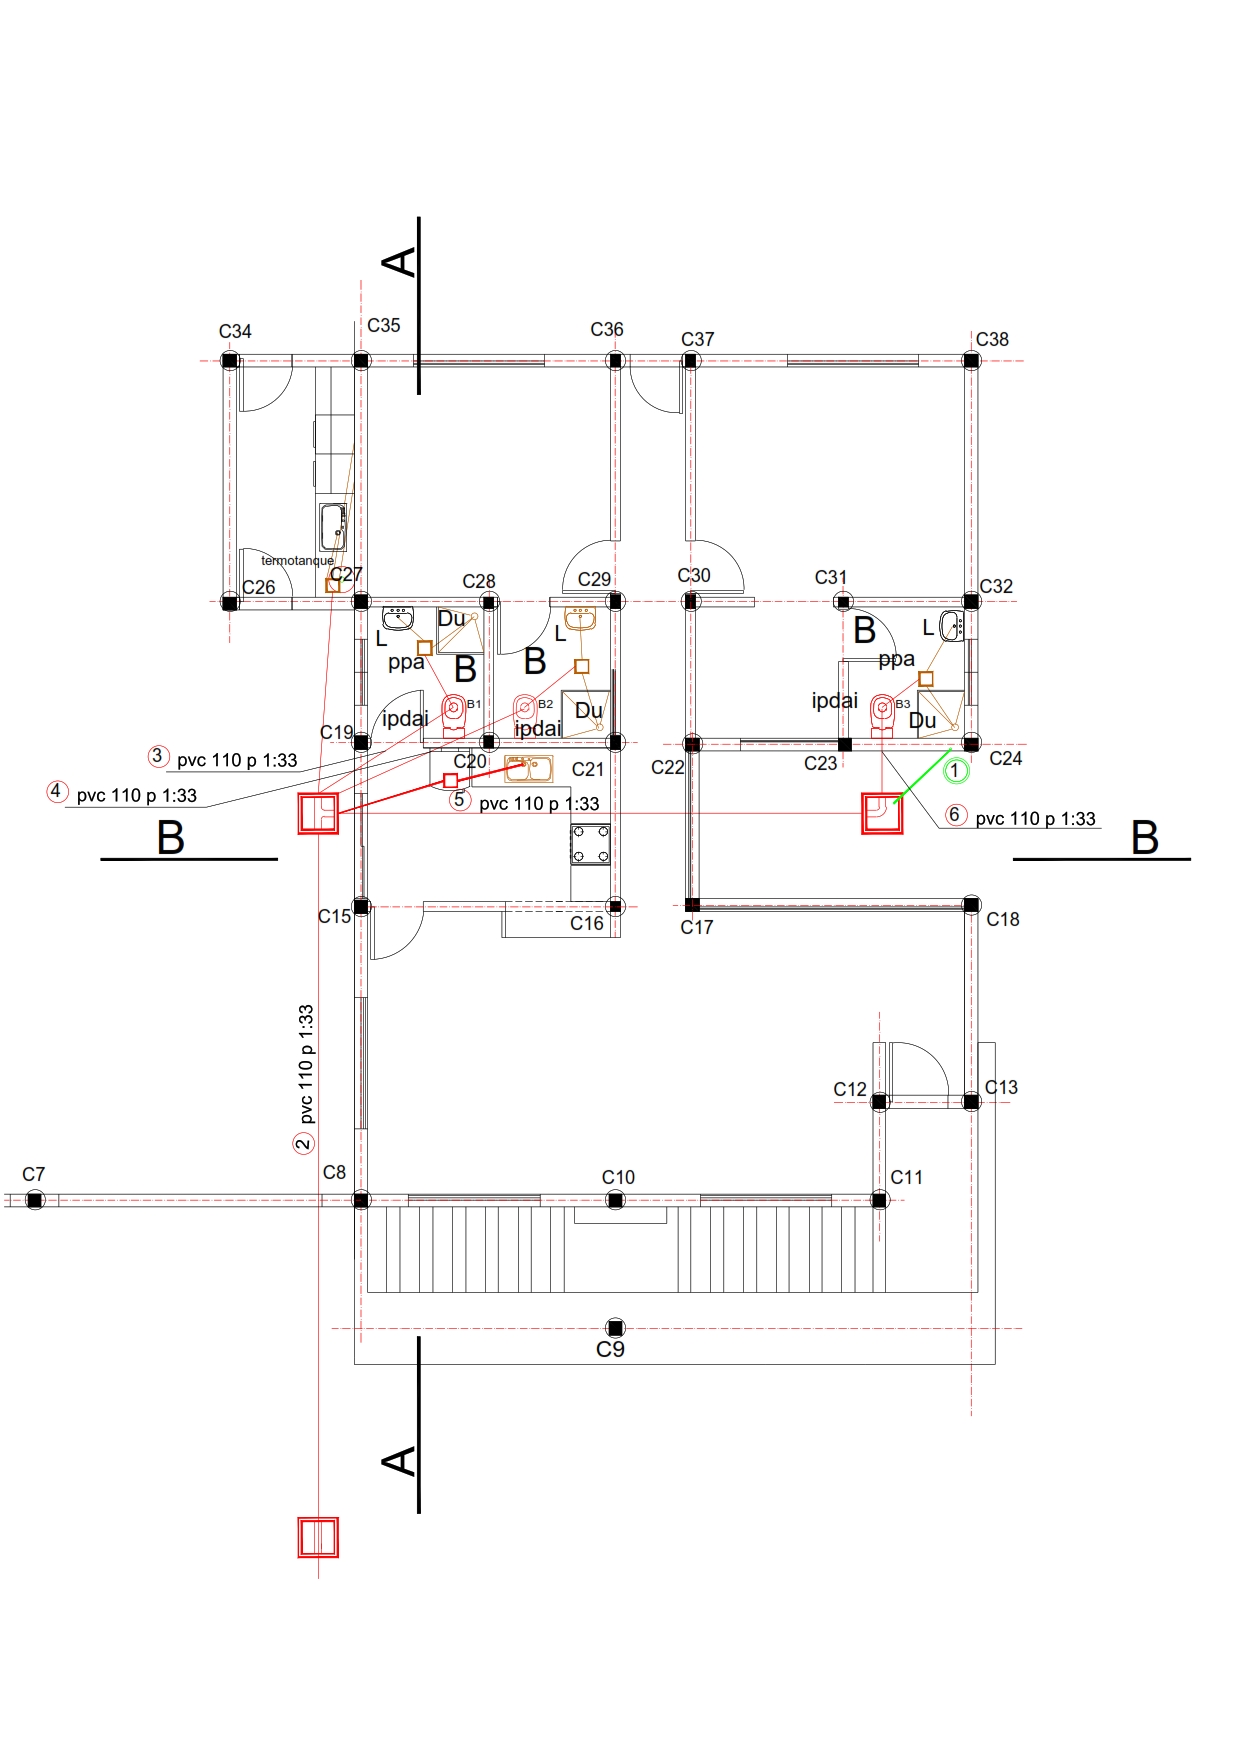 A
C34
C35
C36
C37
C38
termotanque
C26
C27
C28
C29
C30
C31
C32
L
Du
B
ppa
L
B
B
L
ppa
ipdai
B1
B2
ipdai
Du
ipdai
B3
Du
C19
C20
C21
C22
C23
C24
3 pvc 110 p 1:33
4 pvc 110 p 1:33
5 pvc 110 p 1:33
1
6 pvc 110 p 1:33
B
B
C15
C16
C17
C18
2 pvc 110 p 1:33
C12
C13
C7
C8
C10
C11
C9
A